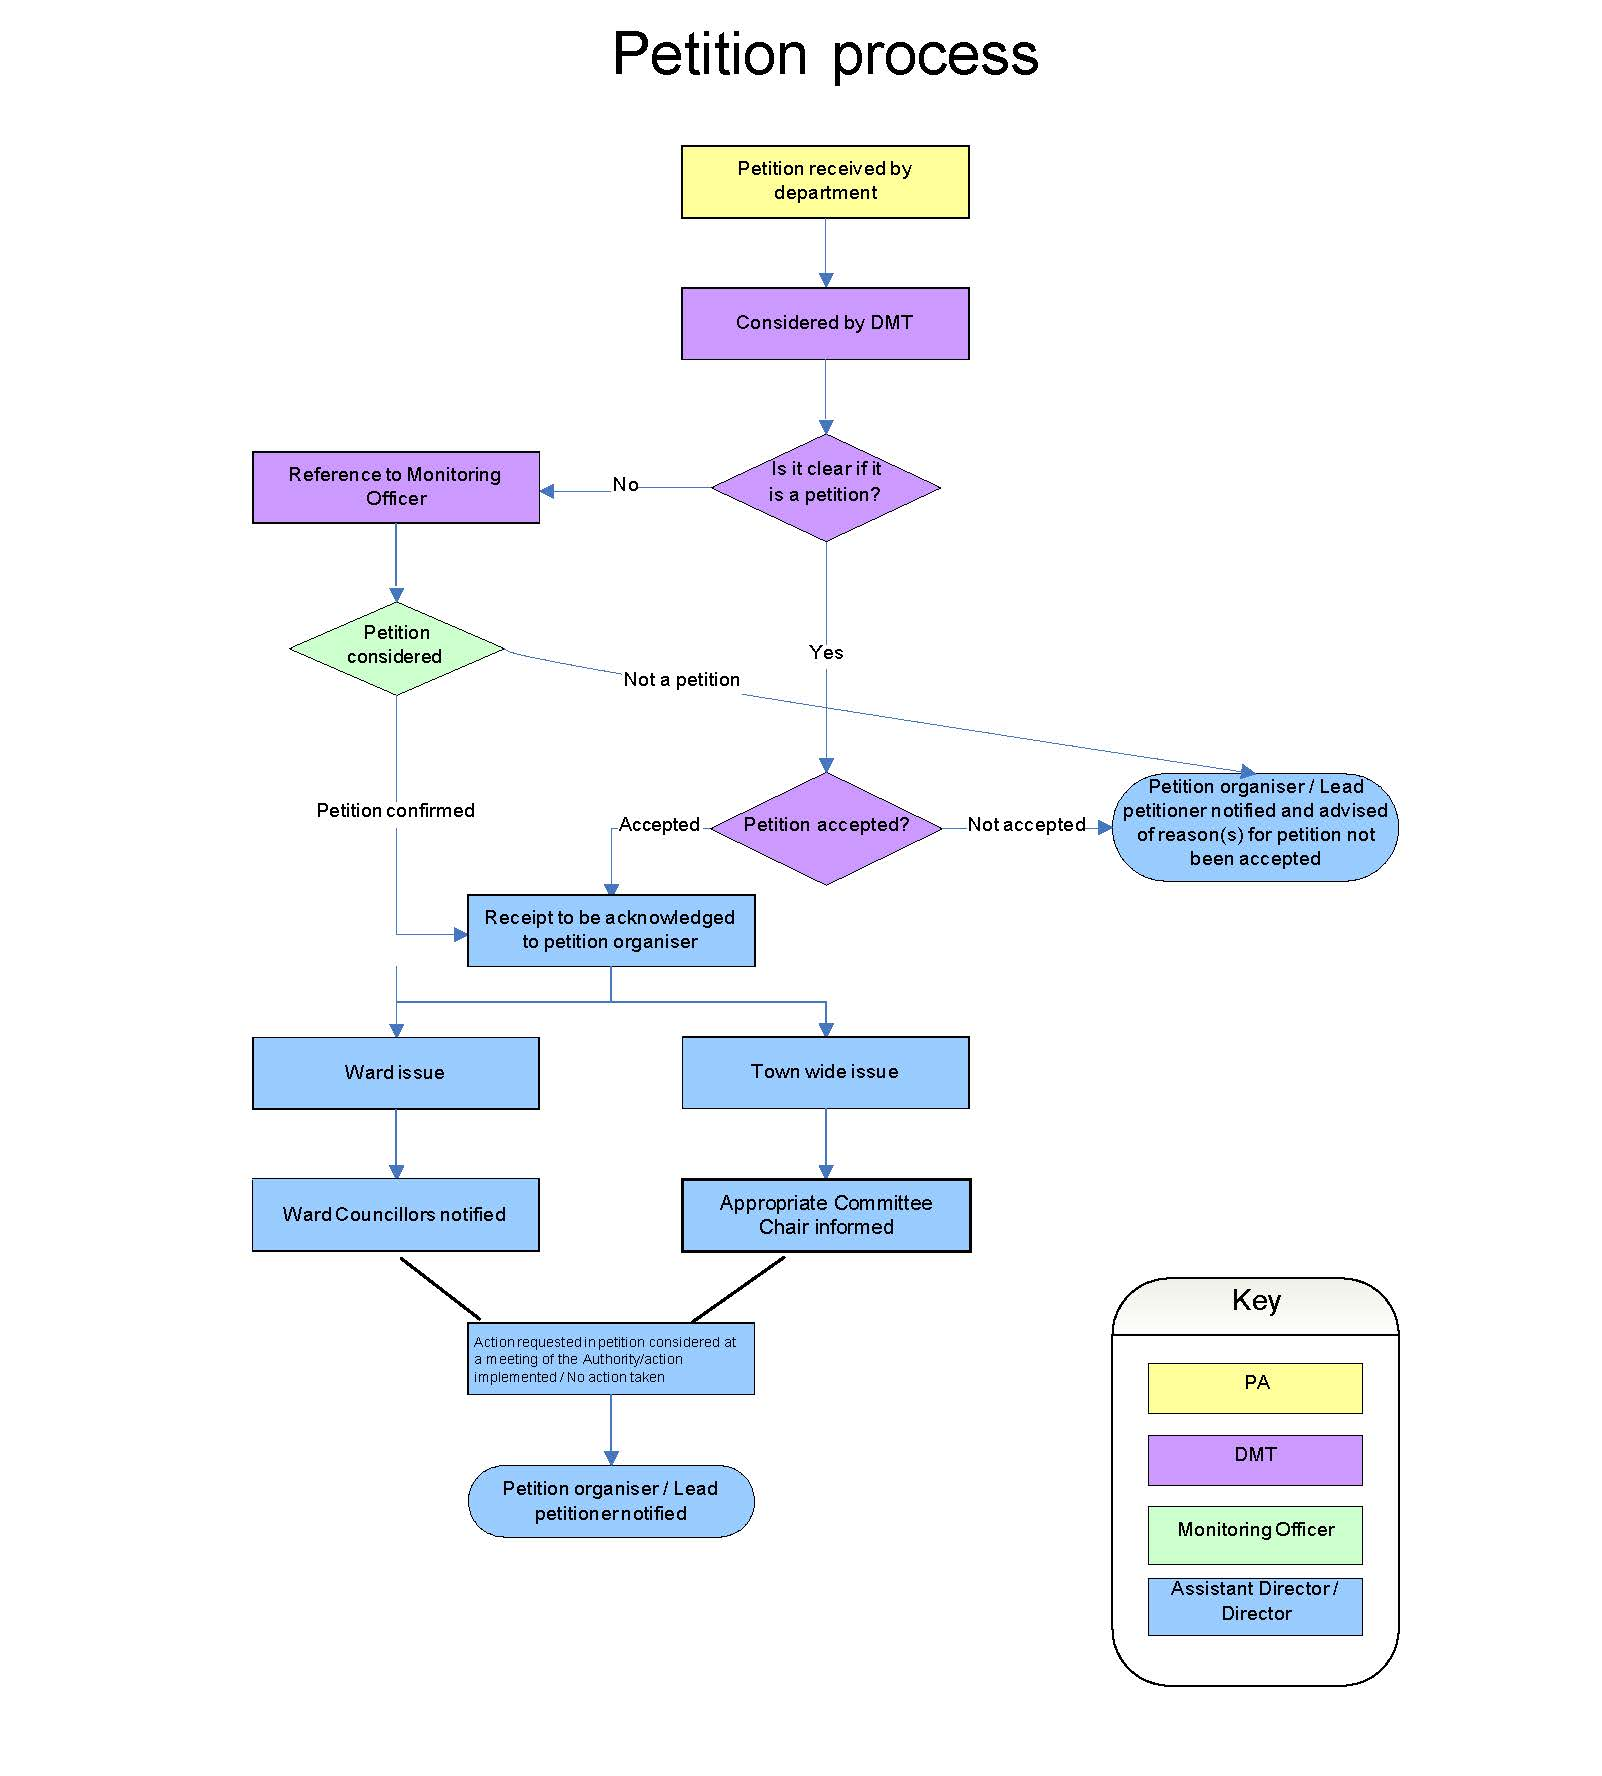 Petition process
Petition received by
department
Considered by DMT
Is it clear if it
is a petition?
No
Reference to Monitoring
Officer
Petition
considered
Yes
Not a petition
Petition confirmed
Accepted
Petition accepted?
Not accepted
Petition organiser / Lead
petitioner notified and advised
of reason(s) for petition not
been accepted
Receipt to be acknowledged
to petition organiser
Ward issue
Town wide issue
Ward Councillors notified
Appropriate Committee
Chair informed
Action requested in petition considered at
a meeting of the Authority/action
implemented / No action taken
Petition organiser / Lead
petitioner notified
Key
PA
DMT
Monitoring Officer
Assistant Director /
Director